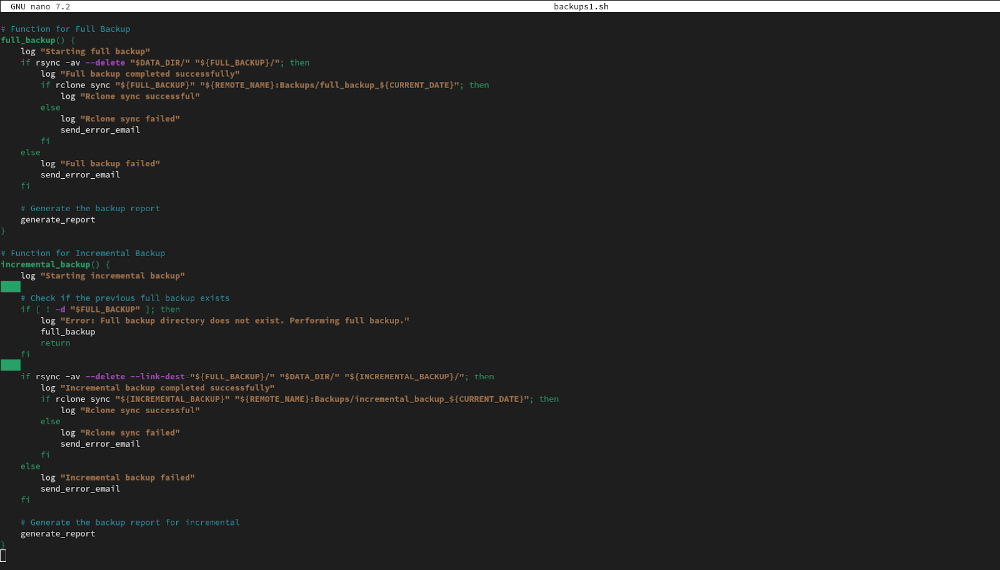 GNU nano 7.2 backups1.sh
# Function for Full Backup
full_backup() {
    log "Starting full backup"
    if rsync -av --delete "$DATA_DIR/" "${FULL_BACKUP}/"; then
        log "Full backup completed successfully"
        if rclone sync "${FULL_BACKUP}" "${REMOTE_NAME}:Backups/full_backup_${CURRENT_DATE}"; then
            log "Rclone sync successful"
        else
            log "Rclone sync failed"
            send_error_email
        fi
    else
        log "Full backup failed"
        send_error_email
    fi

    # Generate the backup report
    generate_report
}

# Function for Incremental Backup
incremental_backup() {
    log "Starting incremental backup"

    # Check if the previous full backup exists
    if [ ! -d "$FULL_BACKUP" ]; then
        log "Error: Full backup directory does not exist. Performing full backup."
        full_backup
        return
    fi

    if rsync -av --delete --link-dest="${FULL_BACKUP}/" "$DATA_DIR/" "${INCREMENTAL_BACKUP}/"; then
        log "Incremental backup completed successfully"
        if rclone sync "${INCREMENTAL_BACKUP}" "${REMOTE_NAME}:Backups/incremental_backup_${CURRENT_DATE}"; then
            log "Rclone sync successful"
        else
            log "Rclone sync failed"
            send_error_email
        fi
    else
        log "Incremental backup failed"
        send_error_email
    fi

    # Generate the backup report for incremental
    generate_report
}